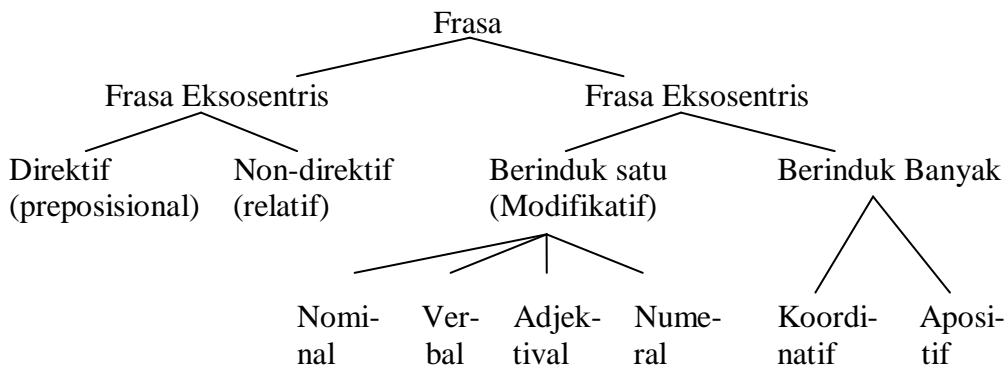 Frasa
Frasa Eksosentris Frasa Eksosentris
Direktif Non-direktif Berinduk satu Berinduk Banyak
(preposisional) (relatif) (Modifikatif)
Nomi- Ver- Adjek- Nume- Koordi- Aposi-
nal bal tival ral natif tif